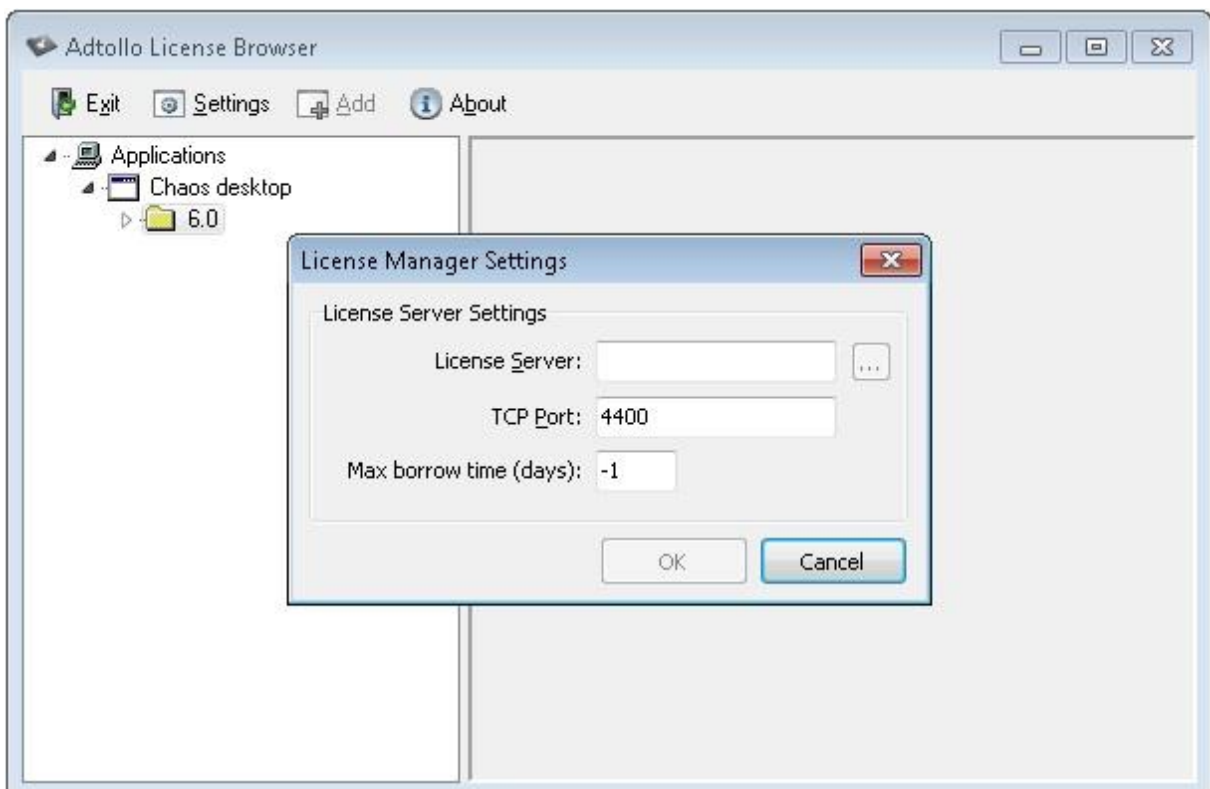 Adtollo License Browser
Exit Settings Add About
Applications
Chaos desktop
6.0
License Manager Settings
License Server Settings
License Server: ...
TCP Port: 4400
Max borrow time (days): -1
OK Cancel